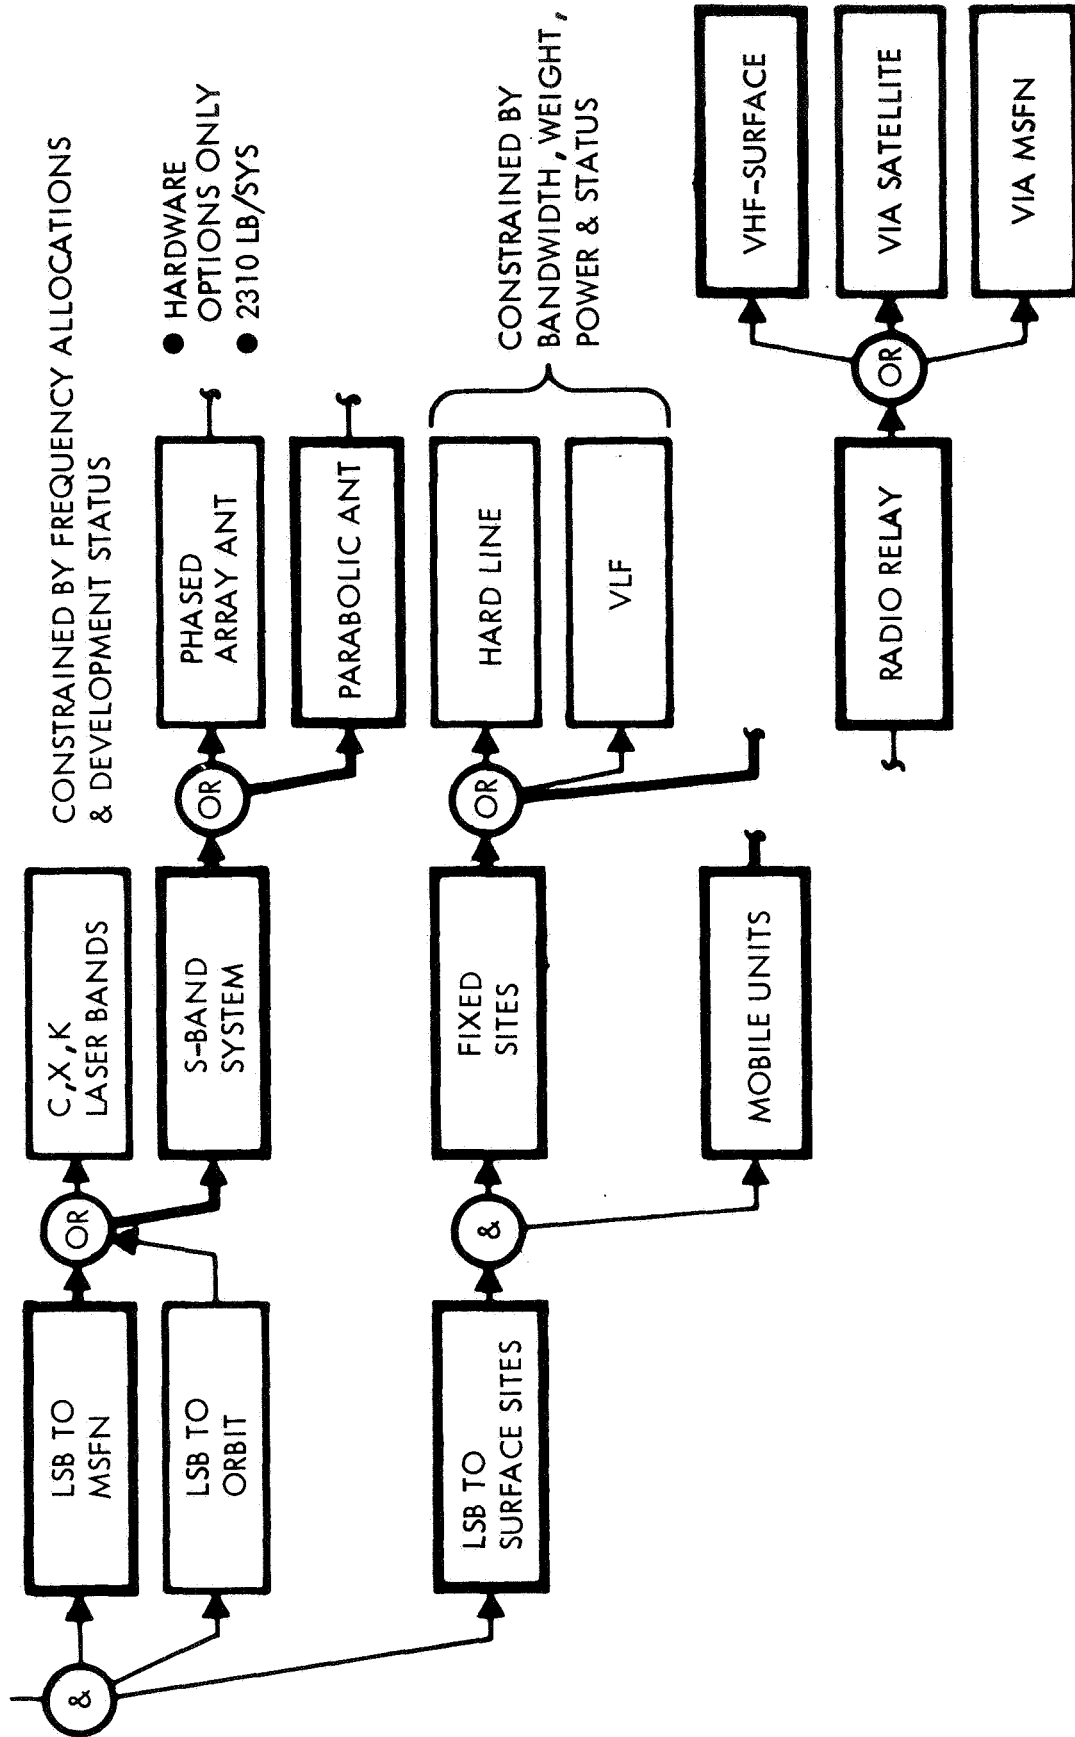 &
LSB TO
MSFN
LSB TO
ORBIT
LSB TO
SURFACE SITES
OR
&
C,X,K
LASER BANDS
S-BAND
SYSTEM
FIXED
SITES
MOBILE UNITS
CONSTRAINED BY FREQUENCY ALLOCATIONS
& DEVELOPMENT STATUS
OR
OR
PHASED
ARRAY ANT
PARABOLIC ANT
HARD LINE
VLF
● HARDWARE
OPTIONS ONLY
● 2310 LB/SYS
CONSTRAINED BY
BANDWIDTH, WEIGHT,
POWER & STATUS
RADIO RELAY
OR
VHF-SURFACE
VIA SATELLITE
VIA MSFN